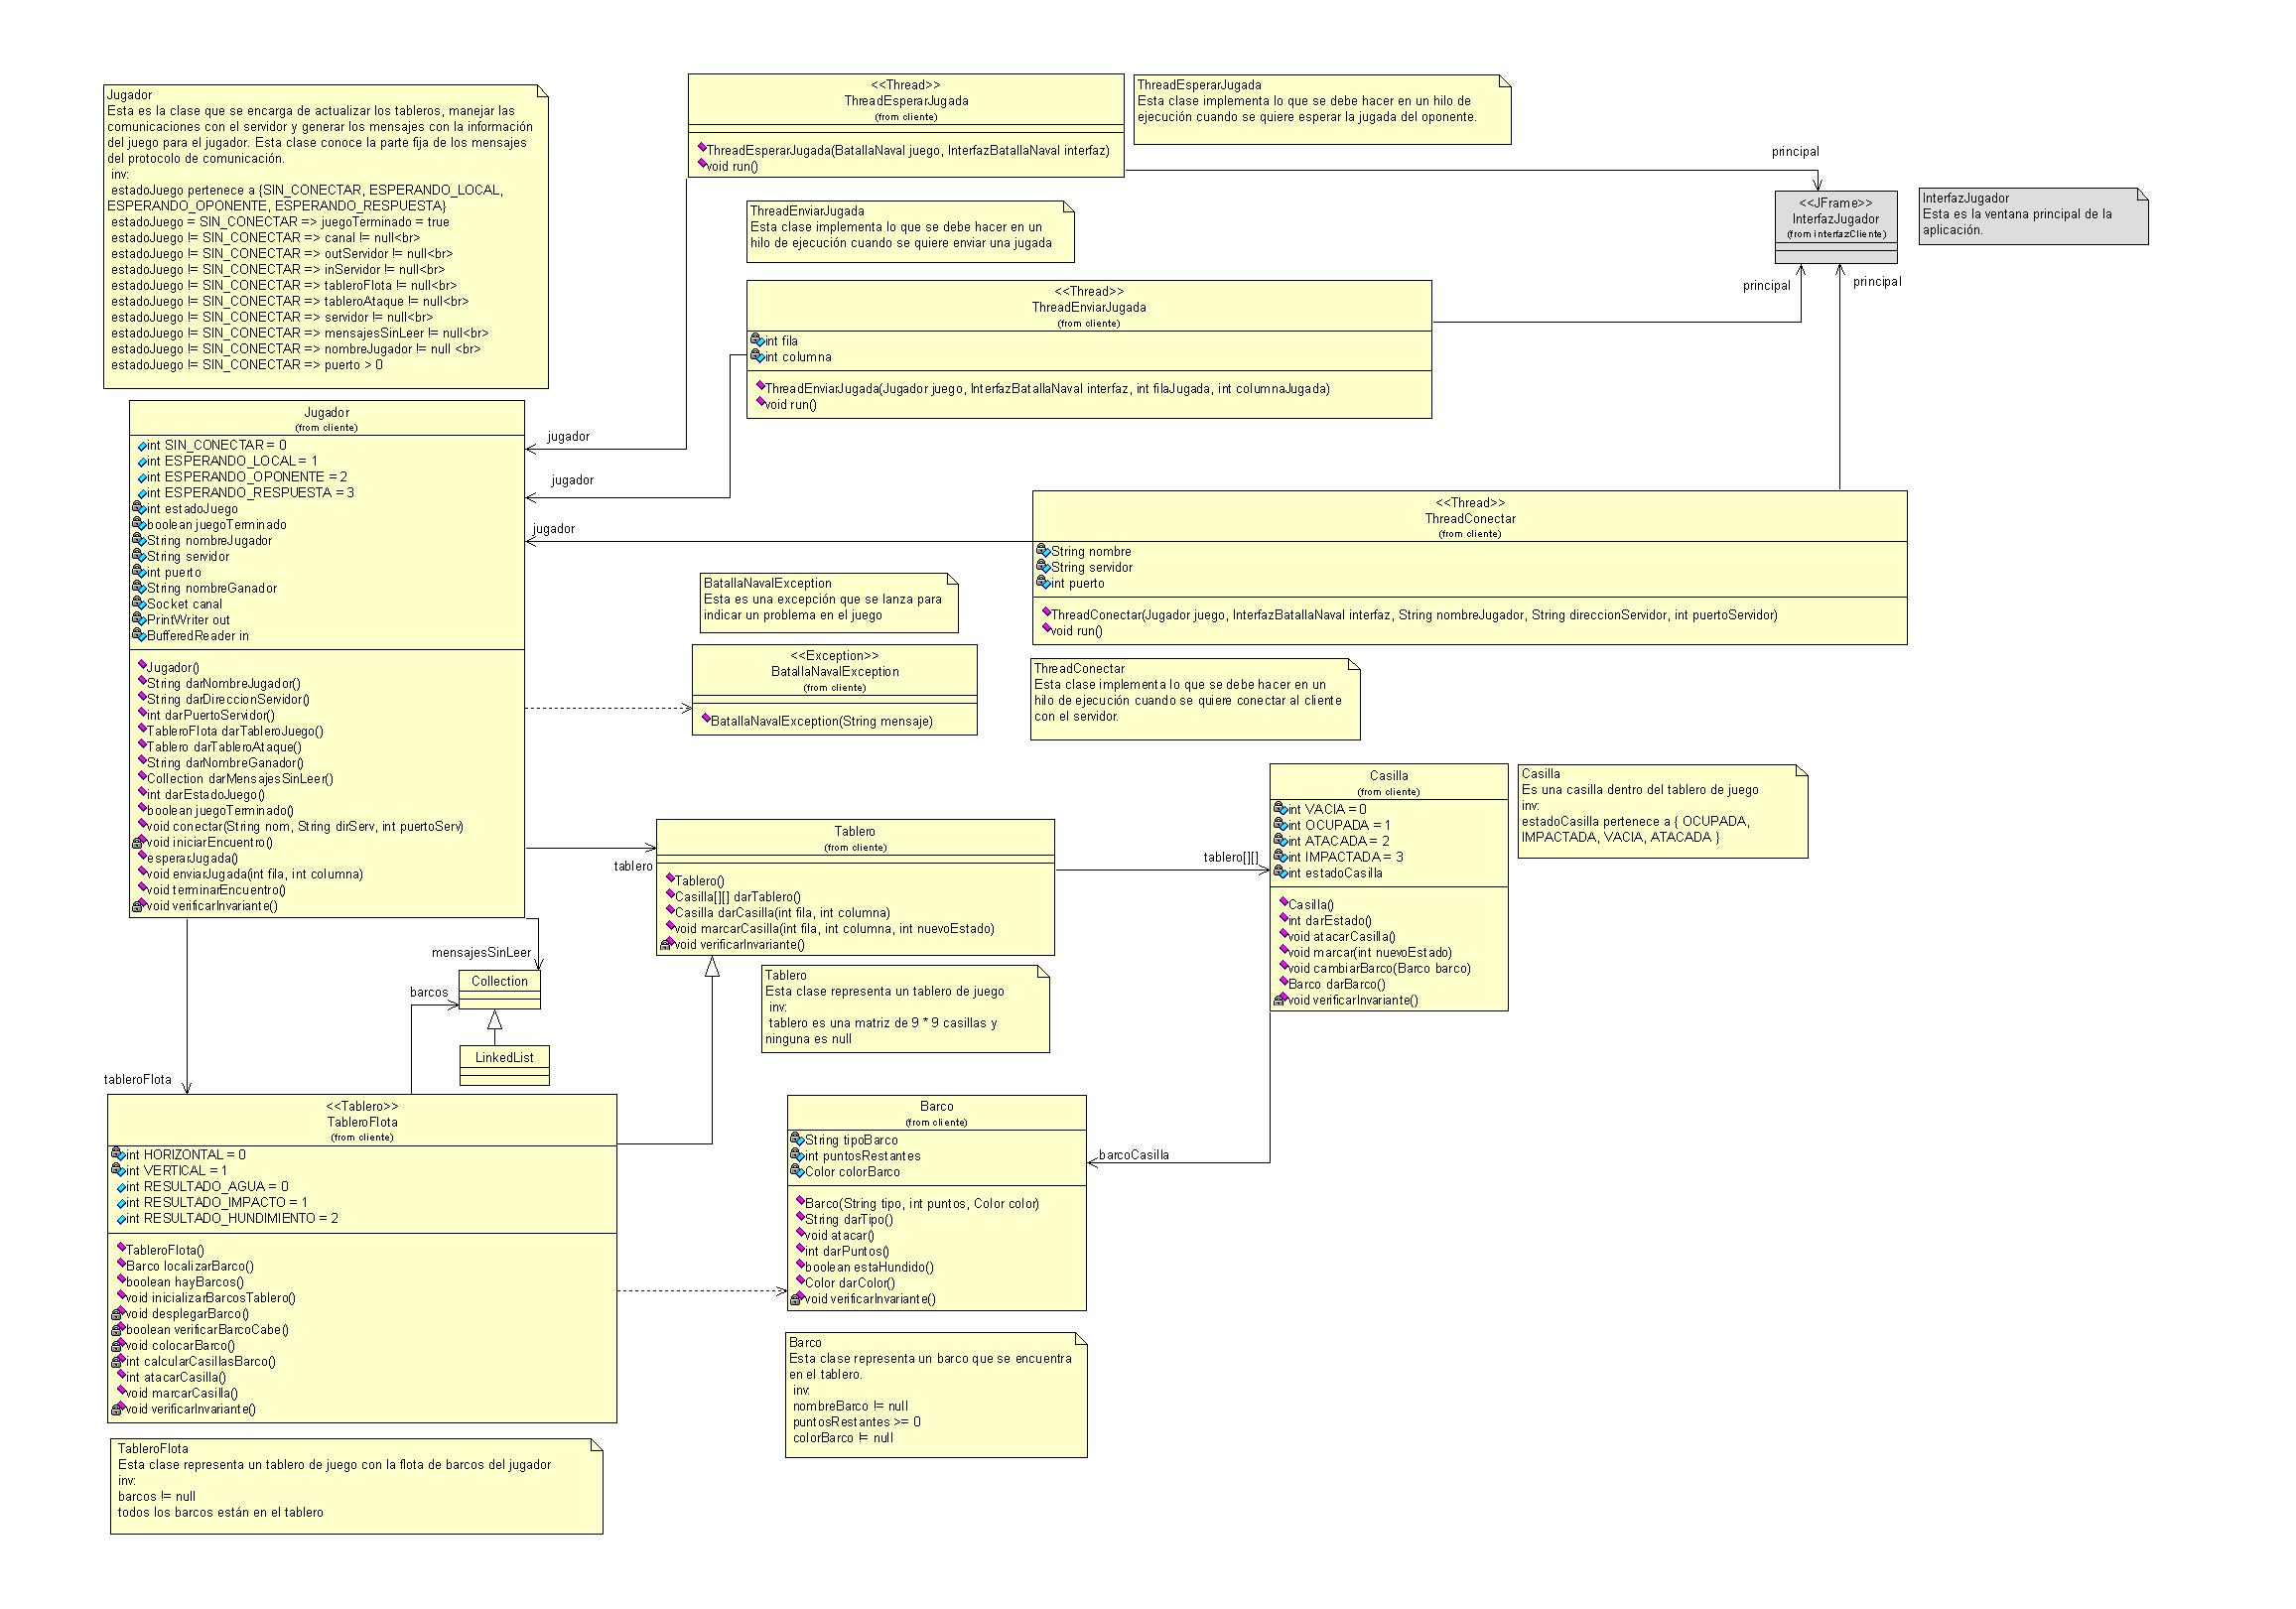 Jugador
Esta es la clase que se encarga de actualizar los tableros, manejar las
comunicaciones con el servidor y generar los mensajes con la información
del juego para el jugador. Esta clase conoce la parte fija de los mensajes
del protocolo de comunicación.
inv:
estadoJuego pertenece a {SIN_CONECTAR, ESPERANDO_LOCAL,
ESPERANDO_OPONENTE, ESPERANDO_RESPUESTA}
estadoJuego = SIN_CONECTAR => juegoTerminado = true
estadoJuego != SIN_CONECTAR => canal != null<br>
estadoJuego != SIN_CONECTAR => outServidor != null<br>
estadoJuego != SIN_CONECTAR => inServidor != null<br>
estadoJuego != SIN_CONECTAR => tableroFlota != null<br>
estadoJuego != SIN_CONECTAR => tableroAtaque != null<br>
estadoJuego != SIN_CONECTAR => servidor != null<br>
estadoJuego != SIN_CONECTAR => mensajesSinLeer != null<br>
estadoJuego != SIN_CONECTAR => nombreJugador != null <br>
estadoJuego != SIN_CONECTAR => puerto > 0
<<Thread>>
ThreadEsperarJugada
(from cliente)
ThreadEsperarJugada(BatallaNaval juego, InterfazBatallaNaval interfaz)
void run()
ThreadEsperarJugada
Esta clase implementa lo que se debe hacer en un hilo de
ejecución cuando se quiere esperar la jugada del oponente.
principal
<<JFrame>>
InterfazJugador
(from interfazCliente)
InterfazJugador
Esta es la ventana principal de la
aplicación.
ThreadEnviarJugada
Esta clase implementa lo que se debe hacer en un
hilo de ejecución cuando se quiere enviar una jugada
principal
principal
<<Thread>>
ThreadEnviarJugada
(from cliente)
int fila
int columna
ThreadEnviarJugada(Jugador juego, InterfazBatallaNaval interfaz, int filaJugada, int columnaJugada)
void run()
Jugador
(from cliente)
int SIN_CONECTAR = 0
int ESPERANDO_LOCAL = 1
int ESPERANDO_OPONENTE = 2
int ESPERANDO_RESPUESTA = 3
int estadoJuego
boolean juegoTerminado
String nombreJugador
String servidor
int puerto
String nombreGanador
Socket canal
PrintWriter out
BufferedReader in
Jugador()
String darNombreJugador()
String darDireccionServidor()
int darPuertoServidor()
TableroFlota darTableroJuego()
Tablero darTableroAtaque()
String darNombreGanador()
Collection darMensajesSinLeer()
int darEstadoJuego()
boolean juegoTerminado()
void conectar(String nom, String dirServ, int puertoServ)
void iniciarEncuentro()
esperarJugada()
void enviarJugada(int fila, int columna)
void terminarEncuentro()
void verificarInvariante()
jugador
jugador
jugador
<<Thread>>
ThreadConectar
(from cliente)
String nombre
String servidor
int puerto
ThreadConectar(Jugador juego, InterfazBatallaNaval interfaz, String nombreJugador, String direccionServidor, int puertoServidor)
void run()
BatallaNavalException
Esta es una excepción que se lanza para
indicar un problema en el juego
<<Exception>>
BatallaNavalException
(from cliente)
BatallaNavalException(String mensaje)
ThreadConectar
Esta clase implementa lo que se debe hacer en un
hilo de ejecución cuando se quiere conectar al cliente
con el servidor.
tablero
Tablero
(from cliente)
Tablero()
Casilla[][] darTablero()
Casilla darCasilla(int fila, int columna)
void marcarCasilla(int fila, int columna, int nuevoEstado)
void verificarInvariante()
tablero[][]
Casilla
(from cliente)
int VACIA = 0
int OCUPADA = 1
int ATACADA = 2
int IMPACTADA = 3
int estadoCasilla
Casilla()
int darEstado()
void atacarCasilla()
void marcar(int nuevoEstado)
void cambiarBarco(Barco barco)
Barco darBarco()
void verificarInvariante()
Casilla
Es una casilla dentro del tablero de juego
inv:
estadoCasilla pertenece a { OCUPADA,
IMPACTADA, VACIA, ATACADA }
Tablero
Esta clase representa un tablero de juego
inv:
tablero es una matriz de 9 * 9 casillas y
ninguna es null
mensajesSinLeer
Collection
barcos
LinkedList
tableroFlota
<<Tablero>>
TableroFlota
(from cliente)
int HORIZONTAL = 0
int VERTICAL = 1
int RESULTADO_AGUA = 0
int RESULTADO_IMPACTO = 1
int RESULTADO_HUNDIMIENTO = 2
TableroFlota()
Barco localizarBarco()
boolean hayBarcos()
void inicializarBarcosTablero()
void desplegarBarco()
boolean verificarBarcoCabe()
void colocarBarco()
int calcularCasillasBarco()
int atacarCasilla()
void marcarCasilla()
void verificarInvariante()
barcoCasilla
Barco
(from cliente)
String tipoBarco
int puntosRestantes
Color colorBarco
Barco(String tipo, int puntos, Color color)
String darTipo()
void atacar()
int darPuntos()
boolean estaHundido()
Color darColor()
void verificarInvariante()
Barco
Esta clase representa un barco que se encuentra
en el tablero.
inv:
nombreBarco != null
puntosRestantes >= 0
colorBarco != null
TableroFlota
Esta clase representa un tablero de juego con la flota de barcos del jugador
inv:
barcos != null
todos los barcos están en el tablero